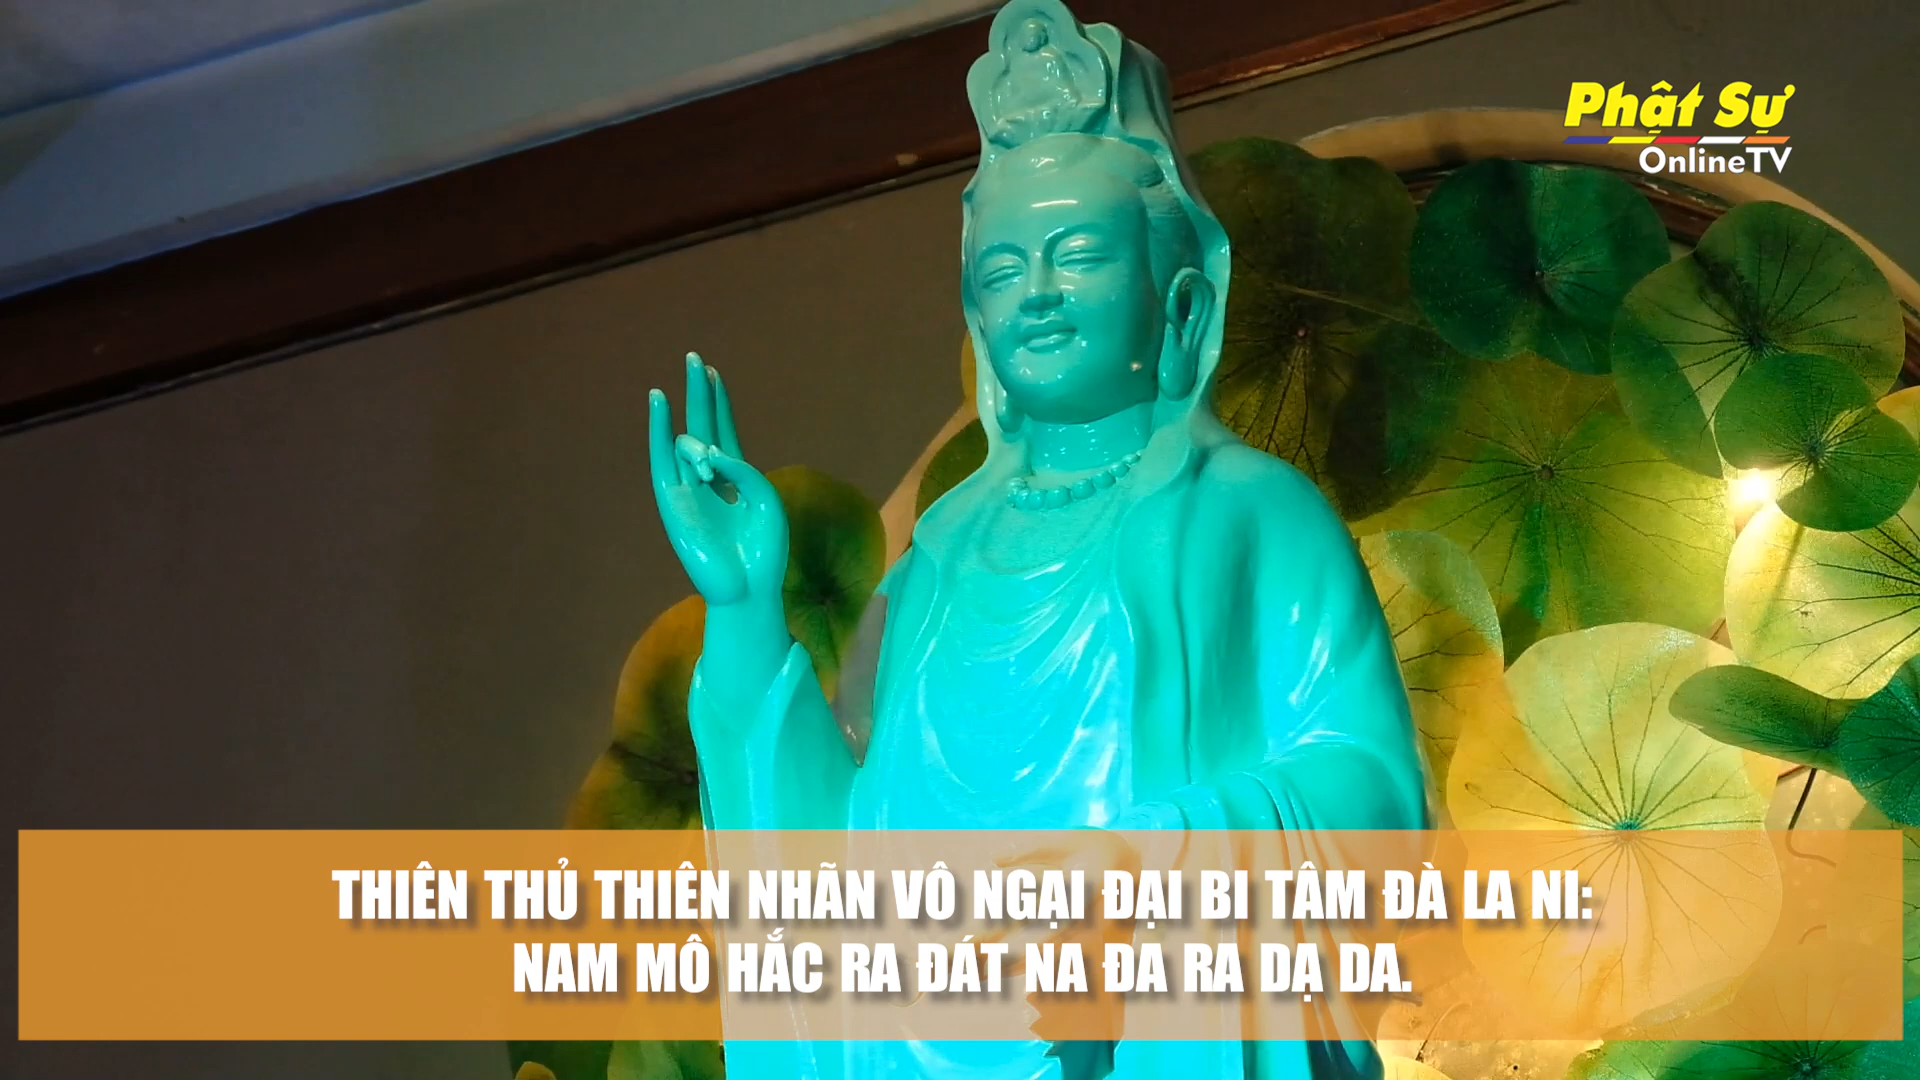 Phật Sự
OnlineTV
THIÊN THỦ THIÊN NHÃN VÔ NGẠI ĐẠI BI TÂM ĐÀ LA NI:
NAM MÔ HẮC RA ĐÁT NA ĐA RA DẠ DA.